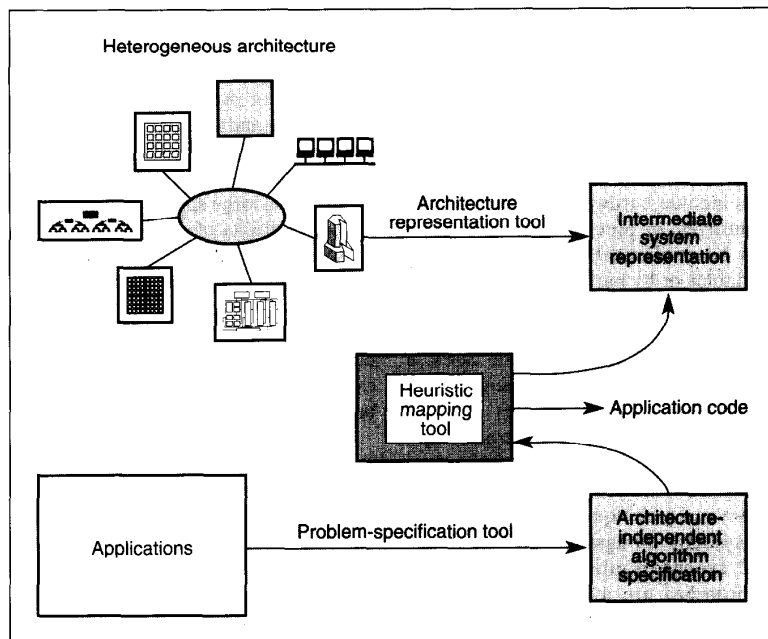 Heterogeneous architecture
Architecture
representation tool
Intermediate
system
representation
Heuristic
mapping
tool
Application code
Applications
Problem-specification tool
Architecture-
independent
algorithm
specification